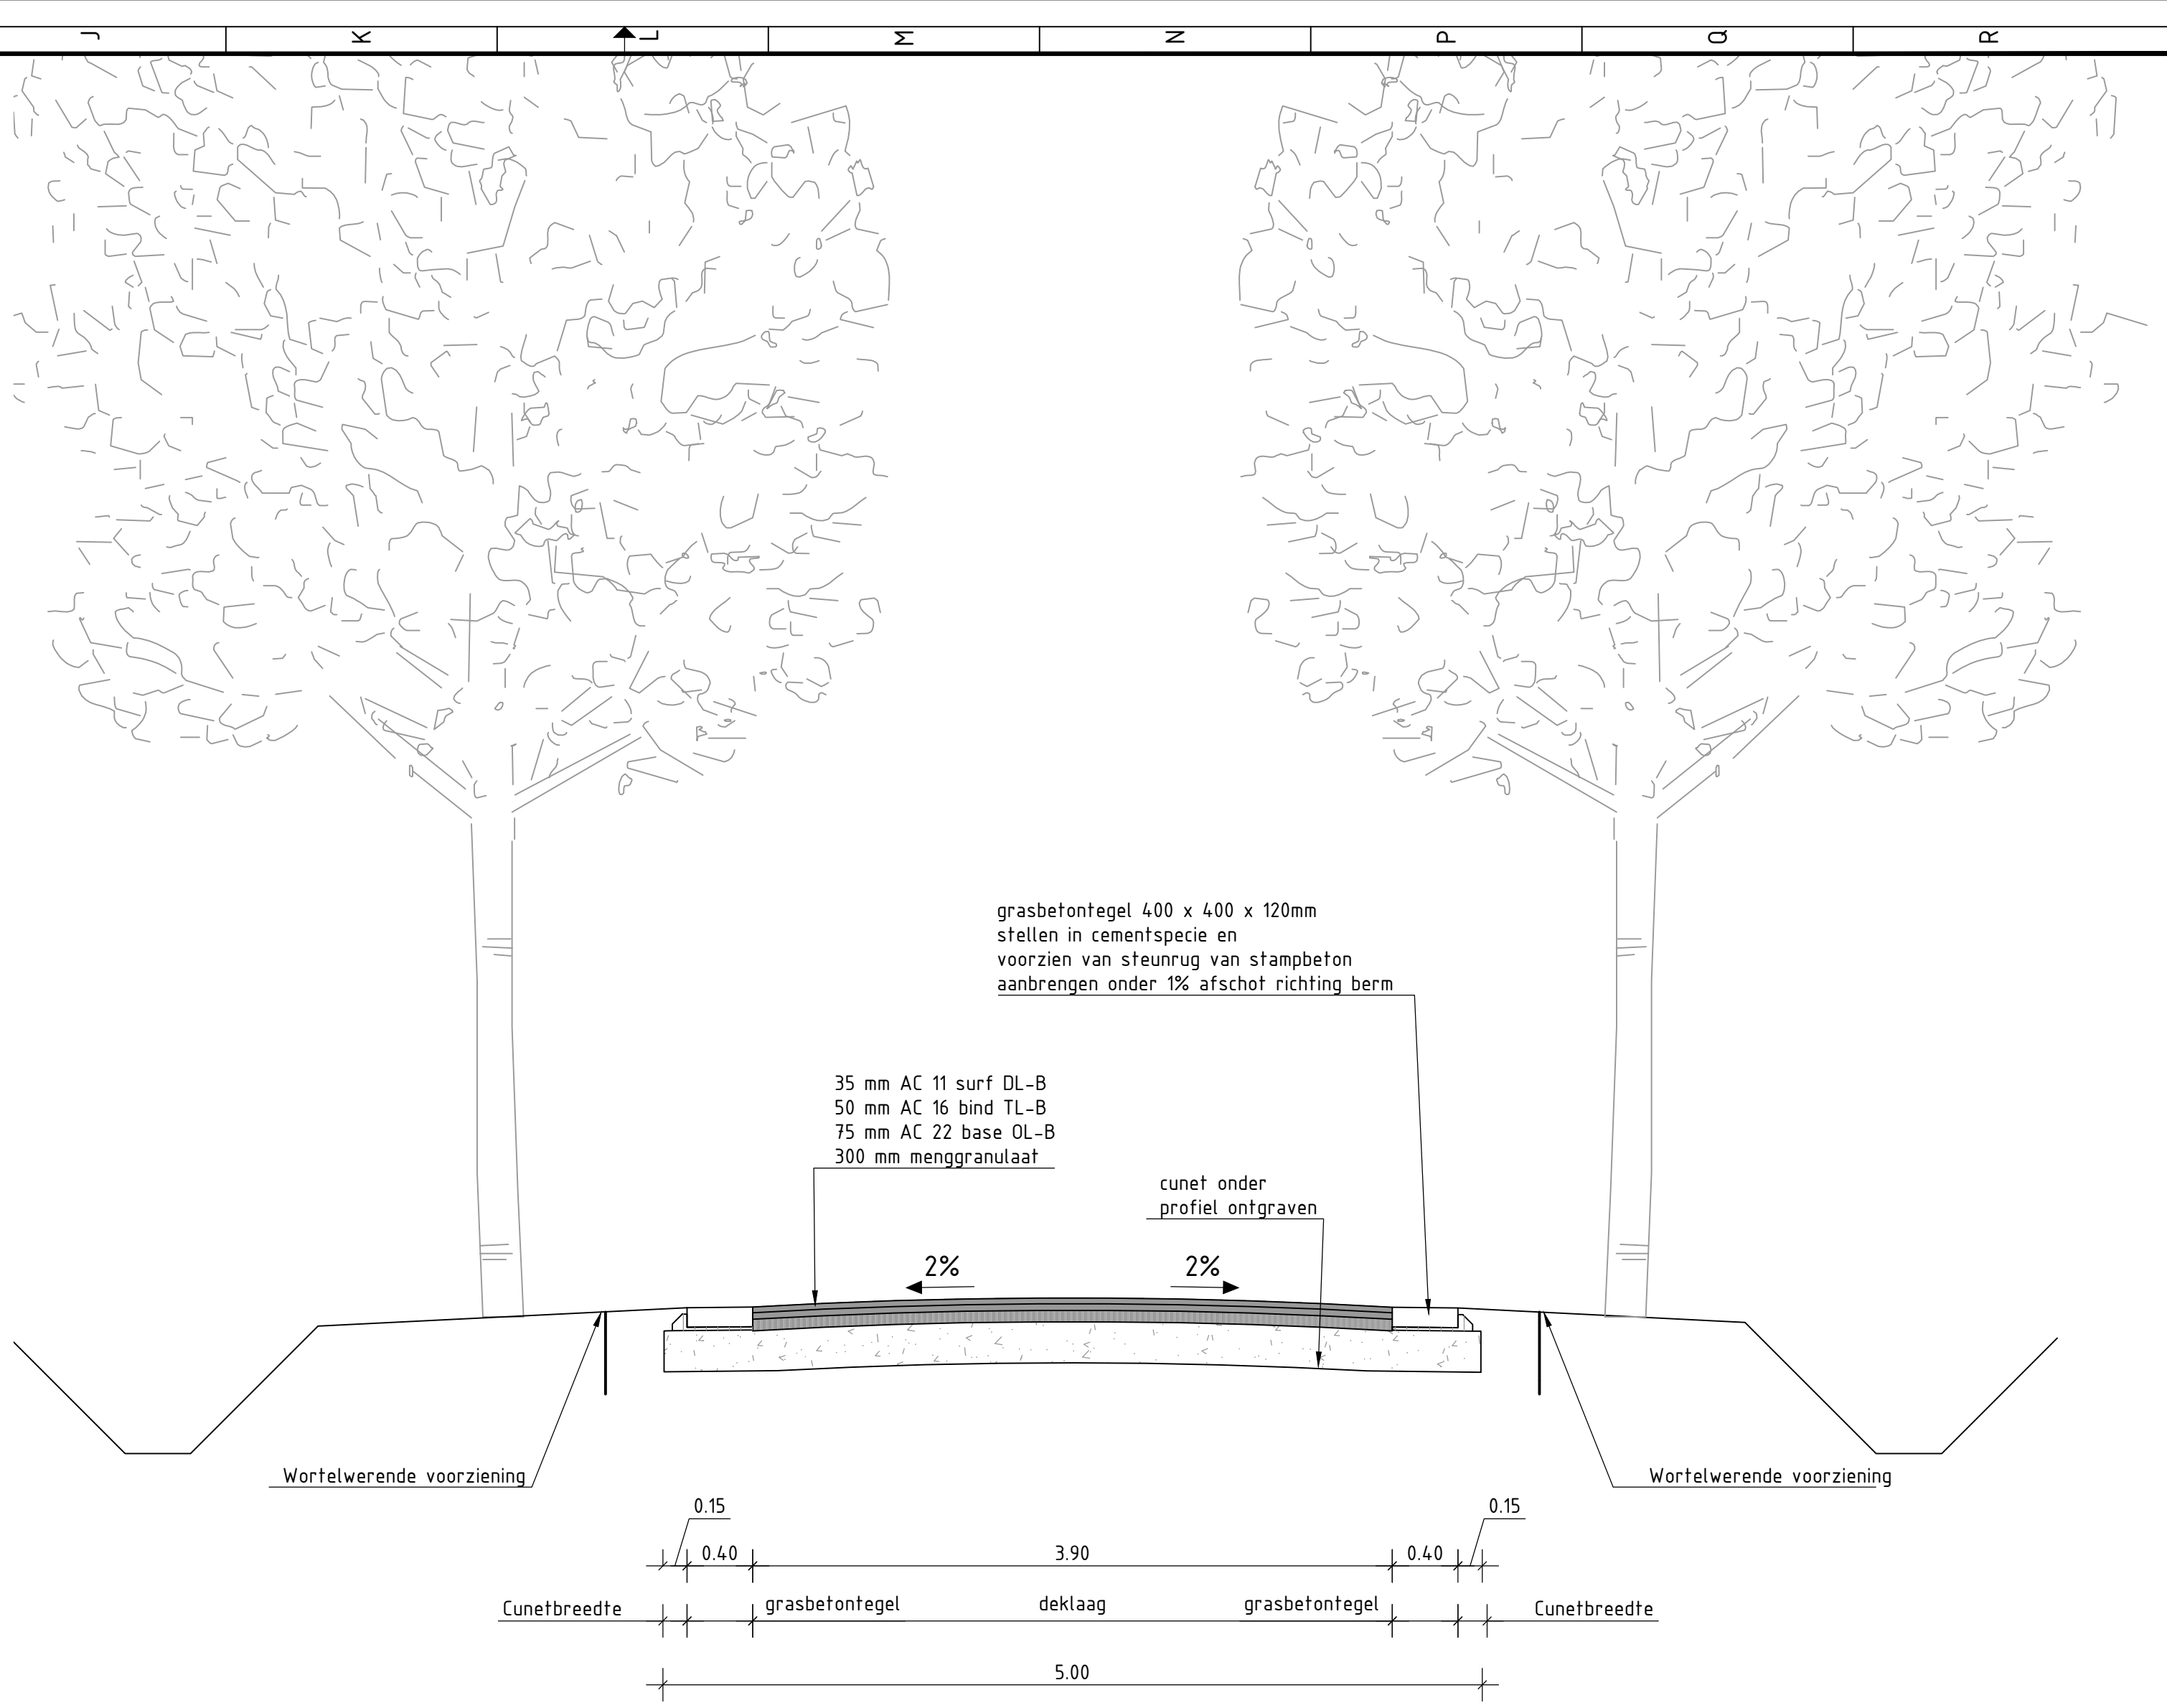 J K L M N P Q R
grasbetontegel 400 x 400 x 120mm
stellen in cementspecie en
voorzien van steunrug van stampbeton
aanbrengen onder 1% afschot richting berm
35 mm AC 11 surf DL-B
50 mm AC 16 bind TL-B
75 mm AC 22 base OL-B
300 mm menggranulaat
cunet onder
profiel ontgraven
2% 2%
Wortelwerende voorziening Wortelwerende voorziening
0.15 0.15
0.40 3.90 0.40
Cunetbreedte grasbetontegel deklaag grasbetontegel Cunetbreedte
5.00